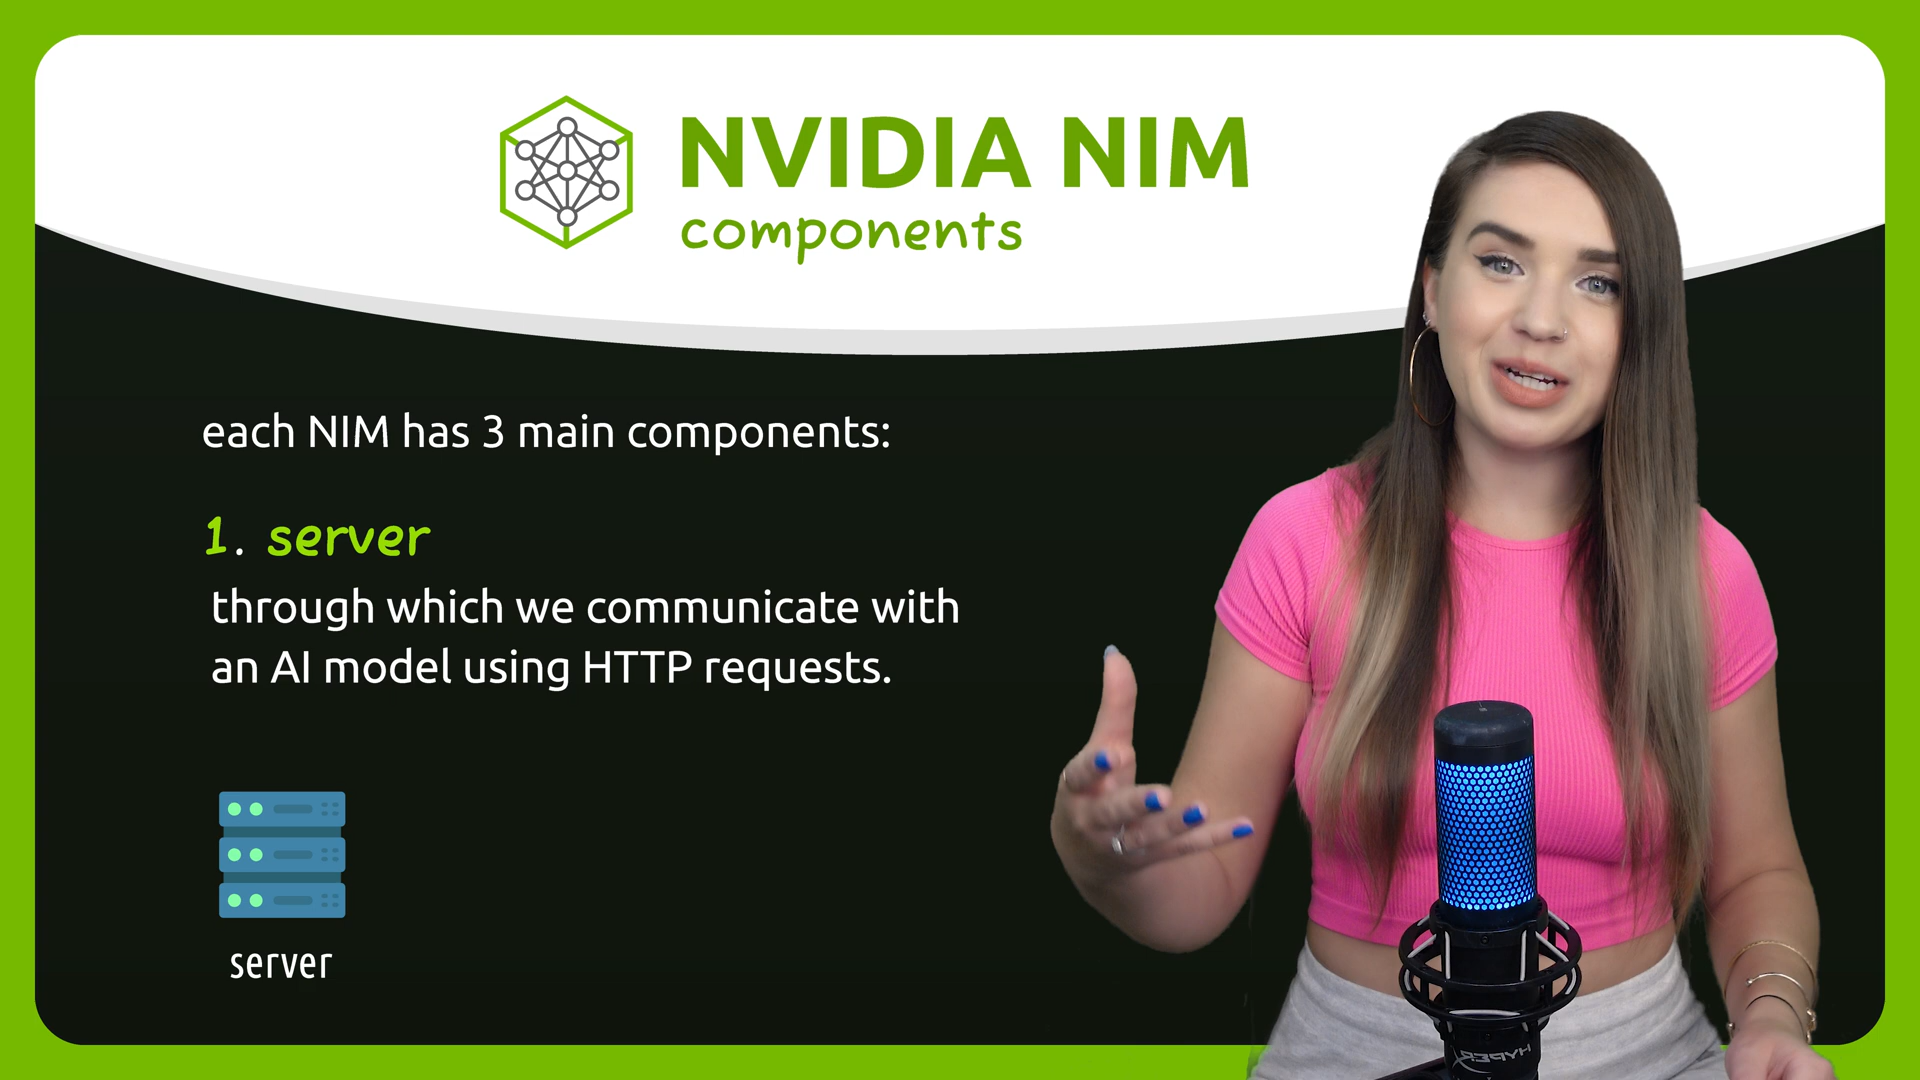 NVIDIA NIM
components
each NIM has 3 main components:
1. server
through which we communicate with
an AI model using HTTP requests.
server
HYPERX